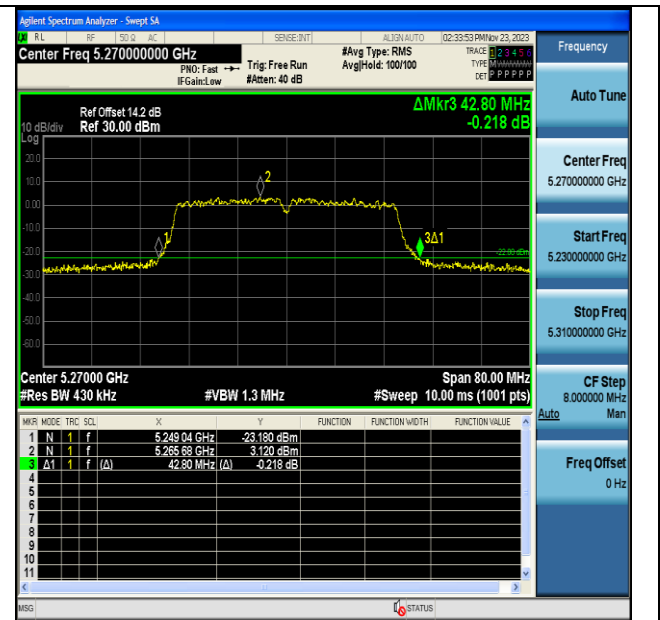 Agilent Spectrum Analyzer - Swept SA
RL RF 50 Ω AC SENSE:INT ALIGN AUTO 02:33:53 PM Nov 23, 2023
Center Freq 5.270000000 GHz
PNO: Fast
IFGain:Low
Trig: Free Run
#Atten: 40 dB
#Avg Type: RMS
Avg|Hold: 100/100
TRACE 1 2 3 4 5 6
TYPE M
DET P P P P P P
Frequency
Ref Offset 14.2 dB
Ref 30.00 dBm
10 dB/div
Log
ΔMkr3 42.80 MHz
-0.218 dB
20.0
10.0
0.00
-10.0
-20.0
-30.0
-40.0
-50.0
-60.0
1
2
3Δ1
-22.88 dBm
Center 5.27000 GHz
#Res BW 430 kHz
#VBW 1.3 MHz
Span 80.00 MHz
#Sweep 10.00 ms (1001 pts)
MKR MODE TRC SCL X Y FUNCTION FUNCTION WIDTH FUNCTION VALUE
1 N 1 f 5.249 04 GHz -23.180 dBm
2 N 1 f 5.265 68 GHz 3.120 dBm
3 Δ1 1 f (Δ) 42.80 MHz (Δ) -0.218 dB
4
5
6
7
8
9
10
11
MSG
STATUS
Auto Tune
Center Freq
5.270000000 GHz
Start Freq
5.230000000 GHz
Stop Freq
5.310000000 GHz
CF Step
8.000000 MHz
Auto Man
Freq Offset
0 Hz